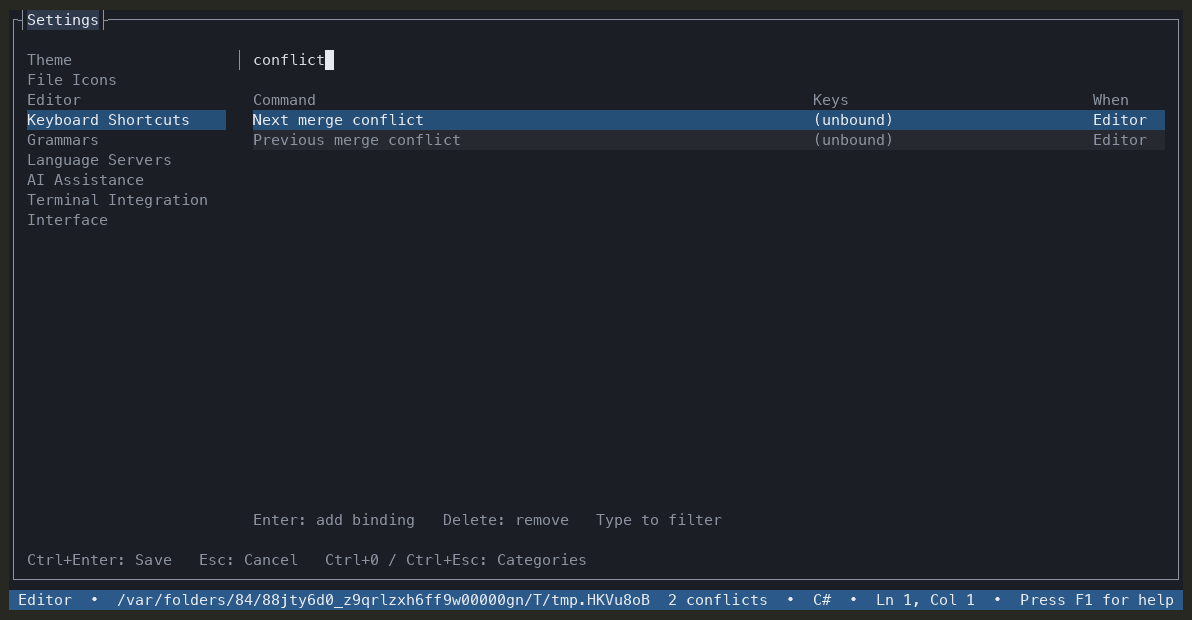 Settings
Theme
conflict
File Icons
Editor Command Keys When
Keyboard Shortcuts Next merge conflict (unbound) Editor
Grammars Previous merge conflict (unbound) Editor
Language Servers
AI Assistance
Terminal Integration
Interface
Enter: add binding Delete: remove Type to filter
Ctrl+Enter: Save Esc: Cancel Ctrl+0 / Ctrl+Esc: Categories
Editor • /var/folders/84/88jty6d0_z9qrlzxh6ff9w00000gn/T/tmp.HKVu8oB 2 conflicts • C# • Ln 1, Col 1 • Press F1 for help